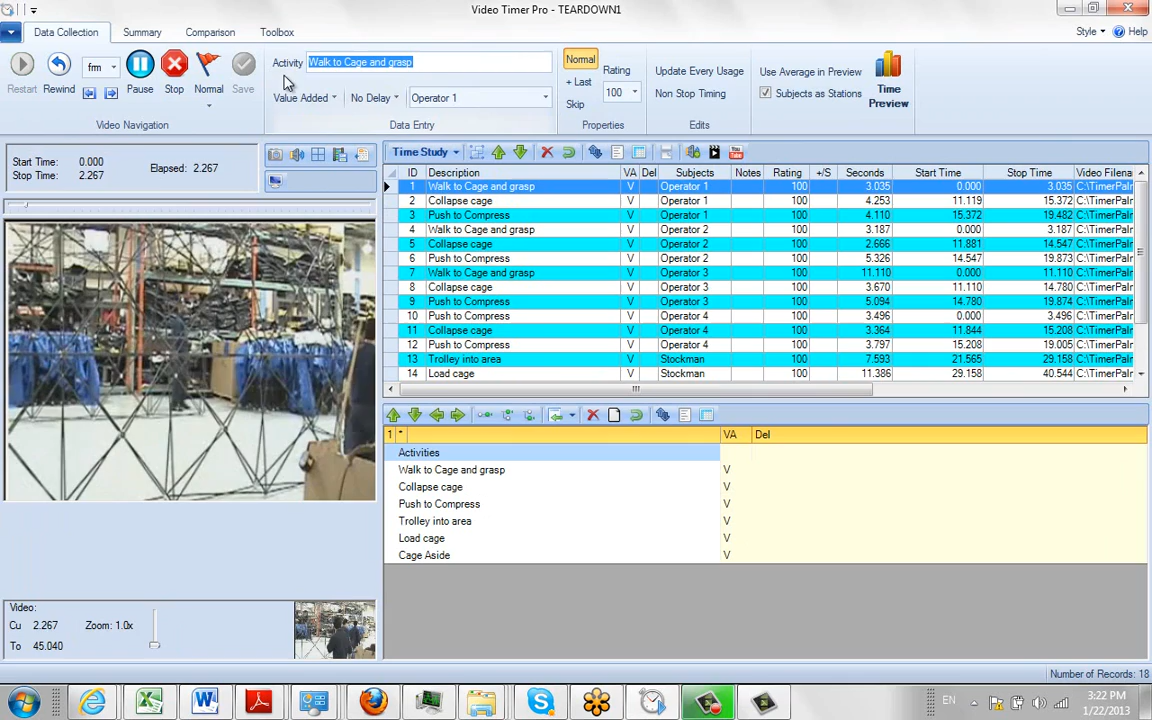 Video Timer Pro - TEARDOWN1
Data Collection Summary Comparison Toolbox Style Help
Restart Rewind frm Pause Stop Normal Save
Activity Walk to Cage and grasp
Value Added No Delay Operator 1
Normal
+ Last
Skip
Rating
100
Update Every Usage
Non Stop Timing
Use Average in Preview
Subjects as Stations
Time
Preview
Video Navigation Data Entry Properties Edits
Start Time: 0.000
Stop Time: 2.267
Elapsed: 2.267
Time Study
ID Description VA Del Subjects Notes Rating +/S Seconds Start Time Stop Time Video Filena
1 Walk to Cage and grasp V Operator 1 100 3.035 0.000 3.035 C:\TimerPalr
2 Collapse cage V Operator 1 100 4.253 11.119 15.372 C:\TimerPalr
3 Push to Compress V Operator 1 100 4.110 15.372 19.482 C:\TimerPalr
4 Walk to Cage and grasp V Operator 2 100 3.187 0.000 3.187 C:\TimerPalr
5 Collapse cage V Operator 2 100 2.666 11.881 14.547 C:\TimerPalr
6 Push to Compress V Operator 2 100 5.326 14.547 19.873 C:\TimerPalr
7 Walk to Cage and grasp V Operator 3 100 11.110 0.000 11.110 C:\TimerPalr
8 Collapse cage V Operator 3 100 3.670 11.110 14.780 C:\TimerPalr
9 Push to Compress V Operator 3 100 5.094 14.780 19.874 C:\TimerPalr
10 Push to Compress V Operator 4 100 3.496 0.000 3.496 C:\TimerPalr
11 Collapse cage V Operator 4 100 3.364 11.844 15.208 C:\TimerPalr
12 Push to Compress V Operator 4 100 3.797 15.208 19.005 C:\TimerPalr
13 Trolley into area V Stockman 100 7.593 21.565 29.158 C:\TimerPalr
14 Load cage V Stockman 100 11.386 29.158 40.544 C:\TimerPalr
1 * VA Del
Activities
Walk to Cage and grasp V
Collapse cage V
Push to Compress V
Trolley into area V
Load cage V
Cage Aside V
Video:
Cu 2.267 Zoom: 1.0x
To 45.040
Number of Records: 18
EN
3:22 PM
1/22/2013